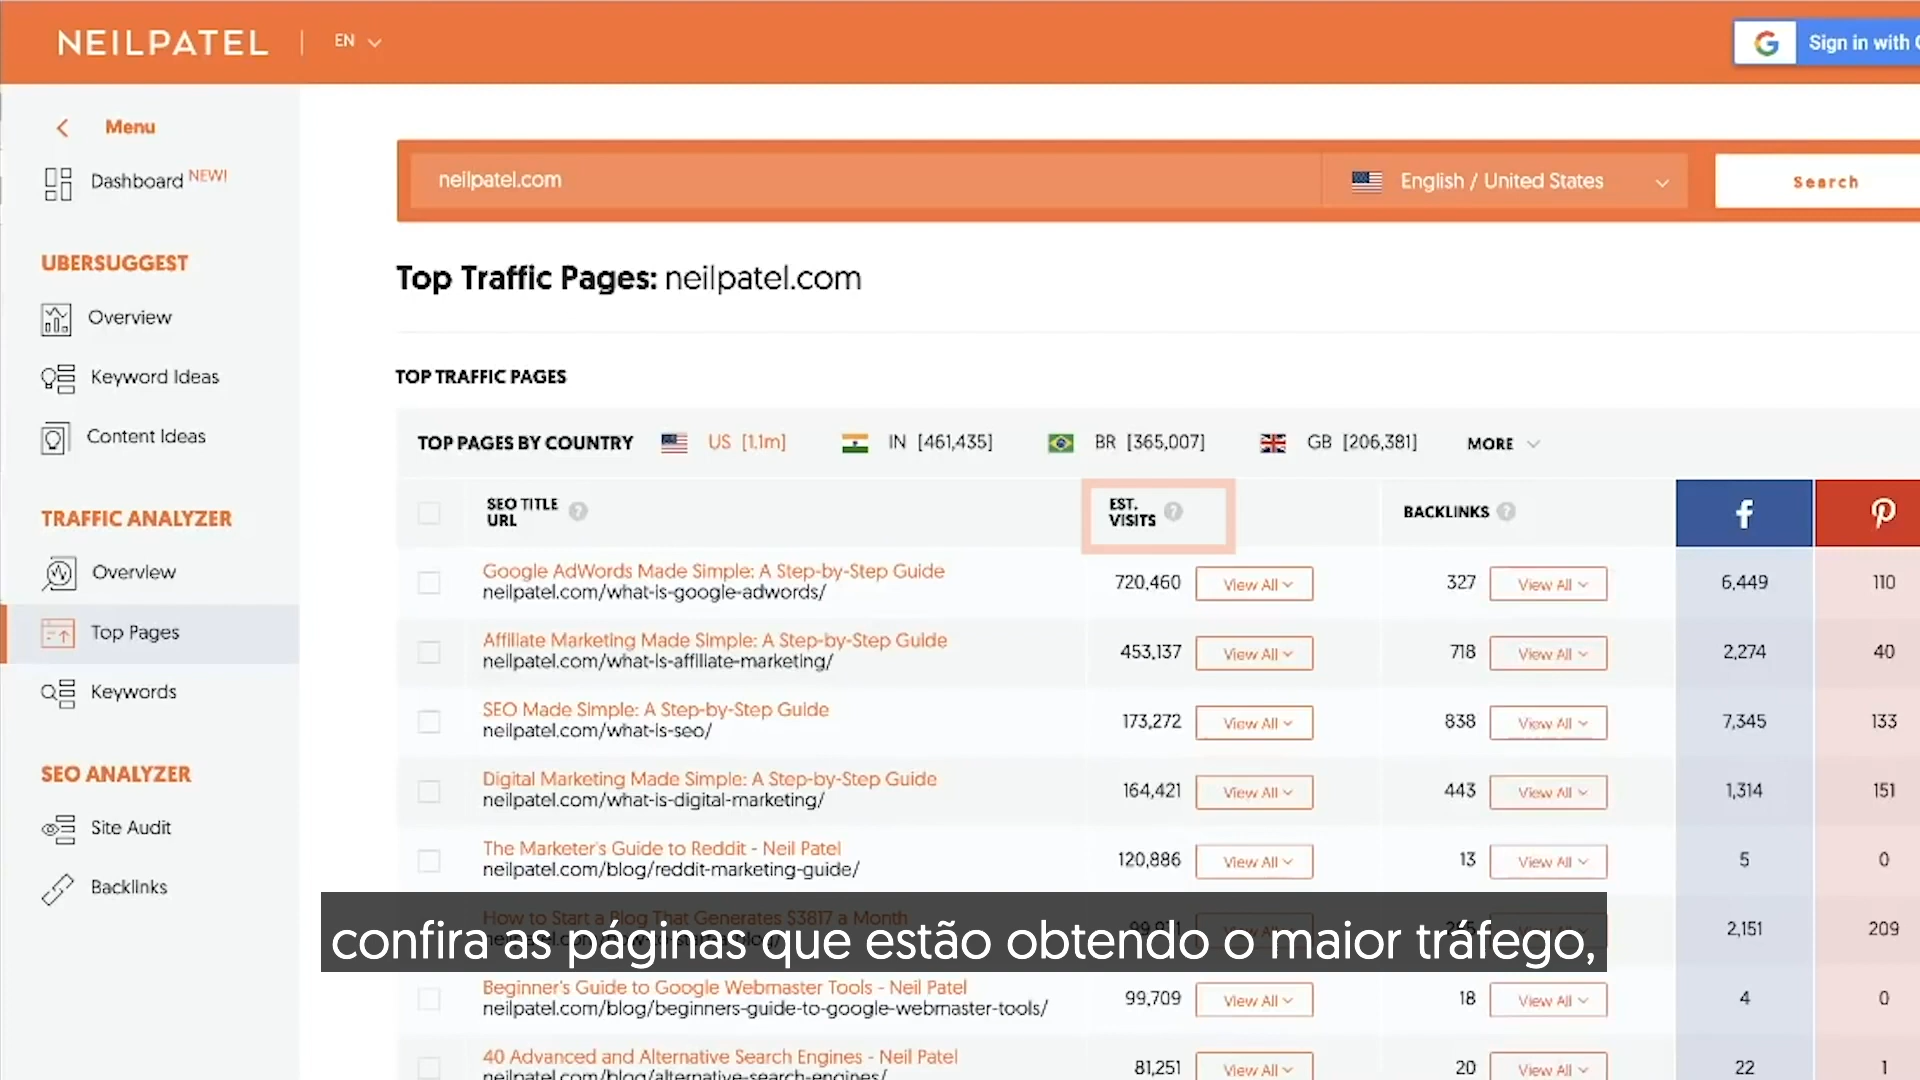 NEILPATEL
EN
Sign in with
Menu
Dashboard NEW!
UBERSUGGEST
Overview
Keyword Ideas
Content Ideas
TRAFFIC ANALYZER
Overview
Top Pages
Keywords
SEO ANALYZER
Site Audit
Backlinks
neilpatel.com
English / United States
Search
Top Traffic Pages: neilpatel.com
TOP TRAFFIC PAGES
TOP PAGES BY COUNTRY US [1.1m] IN [461,435] BR [365,007] GB [206,381] MORE
SEO TITLE
URL
EST.
VISITS
BACKLINKS
Google AdWords Made Simple: A Step-by-Step Guide
neilpatel.com/what-is-google-adwords/
720,460 View All 327 View All 6,449 110
Affiliate Marketing Made Simple: A Step-by-Step Guide
neilpatel.com/what-is-affiliate-marketing/
453,137 View All 718 View All 2,274 40
SEO Made Simple: A Step-by-Step Guide
neilpatel.com/what-is-seo/
173,272 View All 838 View All 7,345 133
Digital Marketing Made Simple: A Step-by-Step Guide
neilpatel.com/what-is-digital-marketing/
164,421 View All 443 View All 1,314 151
The Marketer's Guide to Reddit - Neil Patel
neilpatel.com/blog/reddit-marketing-guide/
120,886 View All 13 View All 5 0
How to Start a Blog That Generates $3817 a Month
2,151 209
confira as páginas que estão obtendo o maior tráfego,
Beginner's Guide to Google Webmaster Tools - Neil Patel
neilpatel.com/blog/beginners-guide-to-google-webmaster-tools/
99,709 View All 18 View All 4 0
40 Advanced and Alternative Search Engines - Neil Patel
neilpatel.com/blog/alternative-search-engines/
81,251 View All 20 View All 22 1